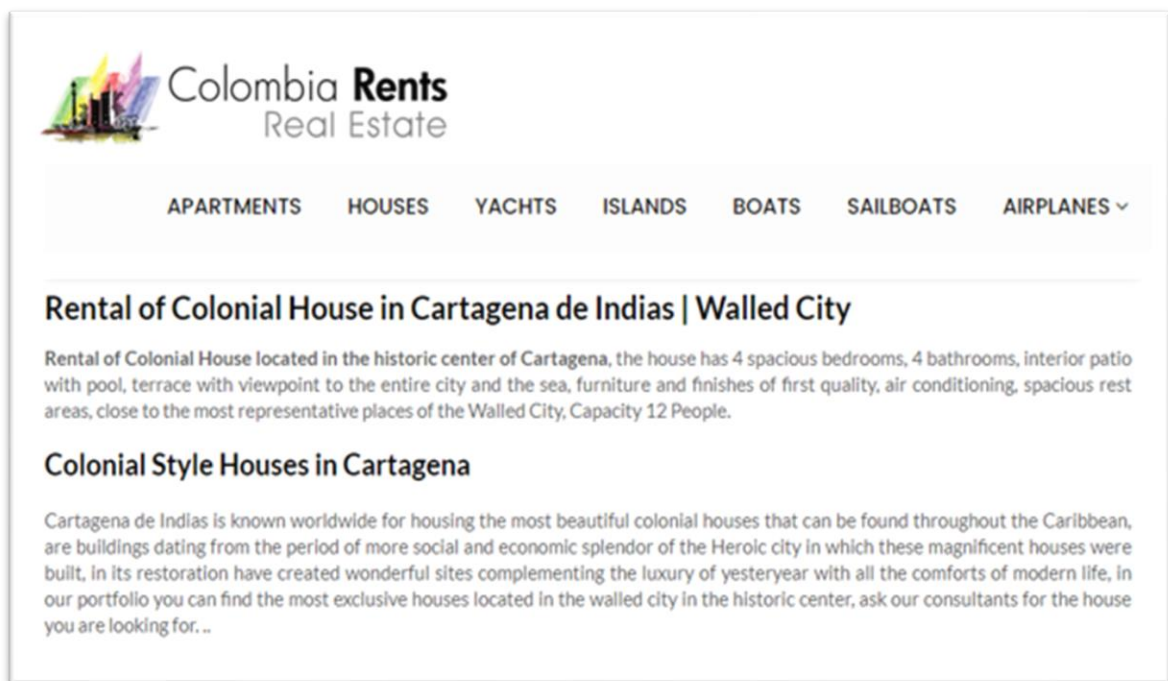 Colombia Rents
Real Estate
APARTMENTS HOUSES YACHTS ISLANDS BOATS SAILBOATS AIRPLANES
Rental of Colonial House in Cartagena de Indias | Walled City
Rental of Colonial House located in the historic center of Cartagena, the house has 4 spacious bedrooms, 4 bathrooms, interior patio
with pool, terrace with viewpoint to the entire city and the sea, furniture and finishes of first quality, air conditioning, spacious rest
areas, close to the most representative places of the Walled City, Capacity 12 People.
Colonial Style Houses in Cartagena
Cartagena de Indias is known worldwide for housing the most beautiful colonial houses that can be found throughout the Caribbean,
are buildings dating from the period of more social and economic splendor of the Heroic city in which these magnificent houses were
built, in its restoration have created wonderful sites complementing the luxury of yesteryear with all the comforts of modern life, in
our portfolio you can find the most exclusive houses located in the walled city in the historic center, ask our consultants for the house
you are looking for. ..